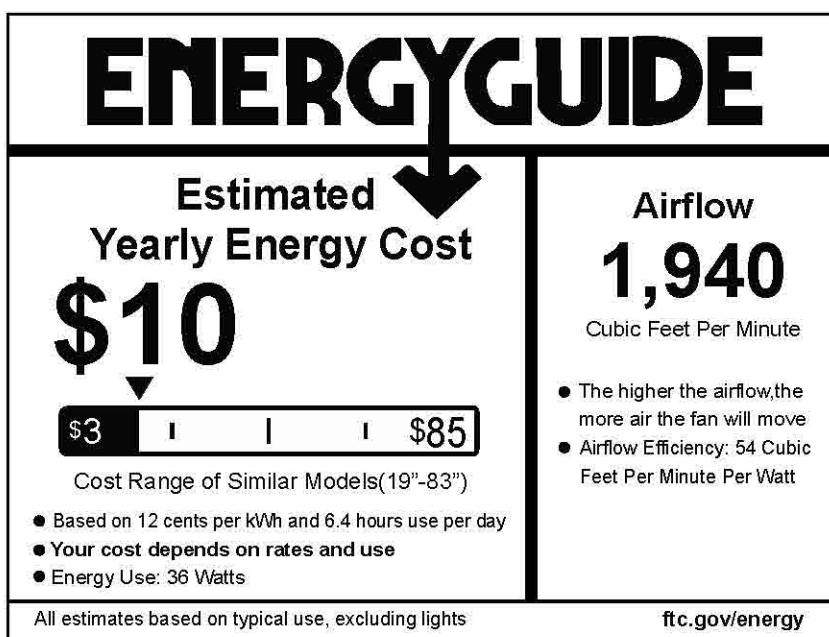 ENERGYGUIDE
Estimated
Yearly Energy Cost
$10
$3
$85
Cost Range of Similar Models(19”-83”)
● Based on 12 cents per kWh and 6.4 hours use per day
● Your cost depends on rates and use
● Energy Use: 36 Watts
Airflow
1,940
Cubic Feet Per Minute
● The higher the airflow,the
more air the fan will move
● Airflow Efficiency: 54 Cubic
Feet Per Minute Per Watt
All estimates based on typical use, excluding lights
ftc.gov/energy